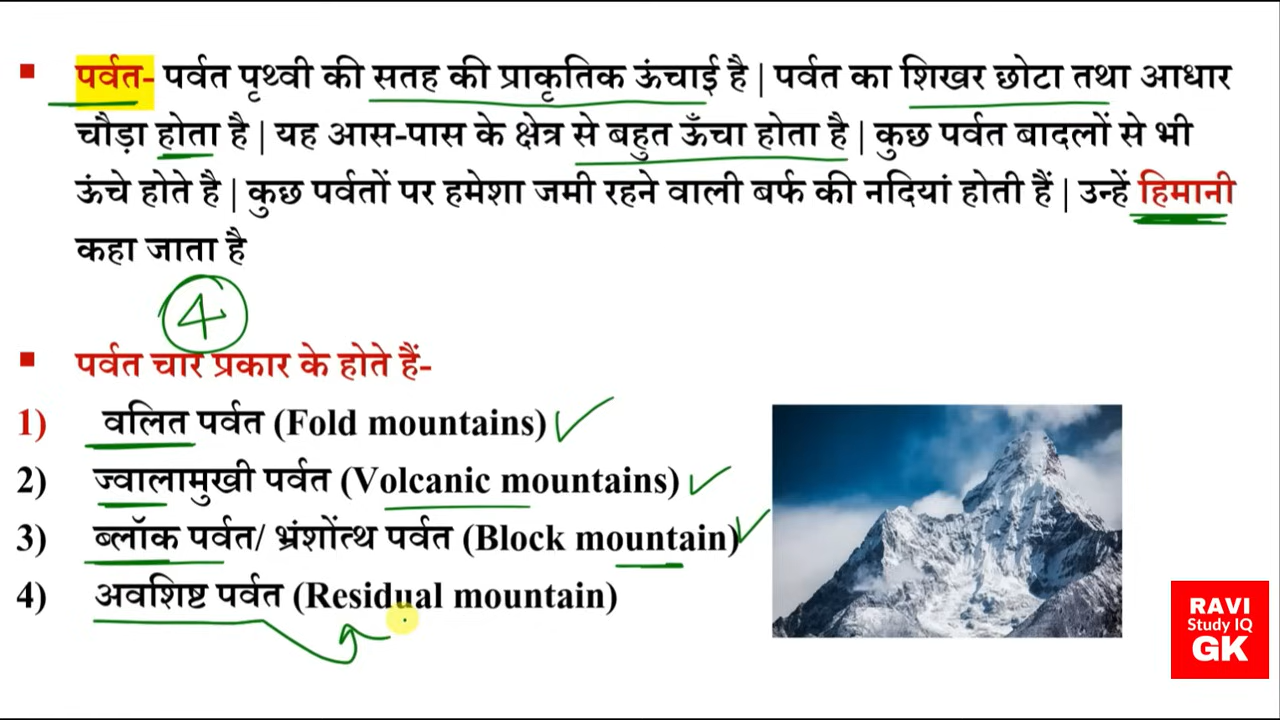 पर्वत- पर्वत पृथ्वी की सतह की प्राकृतिक ऊंचाई है | पर्वत का शिखर छोटा तथा आधार
चौड़ा होता है | यह आस-पास के क्षेत्र से बहुत ऊँचा होता है | कुछ पर्वत बादलों से भी
ऊंचे होते है | कुछ पर्वतों पर हमेशा जमी रहने वाली बर्फ की नदियां होती हैं | उन्हें हिमानी
कहा जाता है
4
पर्वत चार प्रकार के होते हैं-
1) वलित पर्वत (Fold mountains)
2) ज्वालामुखी पर्वत (Volcanic mountains)
3) ब्लॉक पर्वत/ भ्रंशोंत्थ पर्वत (Block mountain)
4) अवशिष्ट पर्वत (Residual mountain)
RAVI
Study IQ
GK